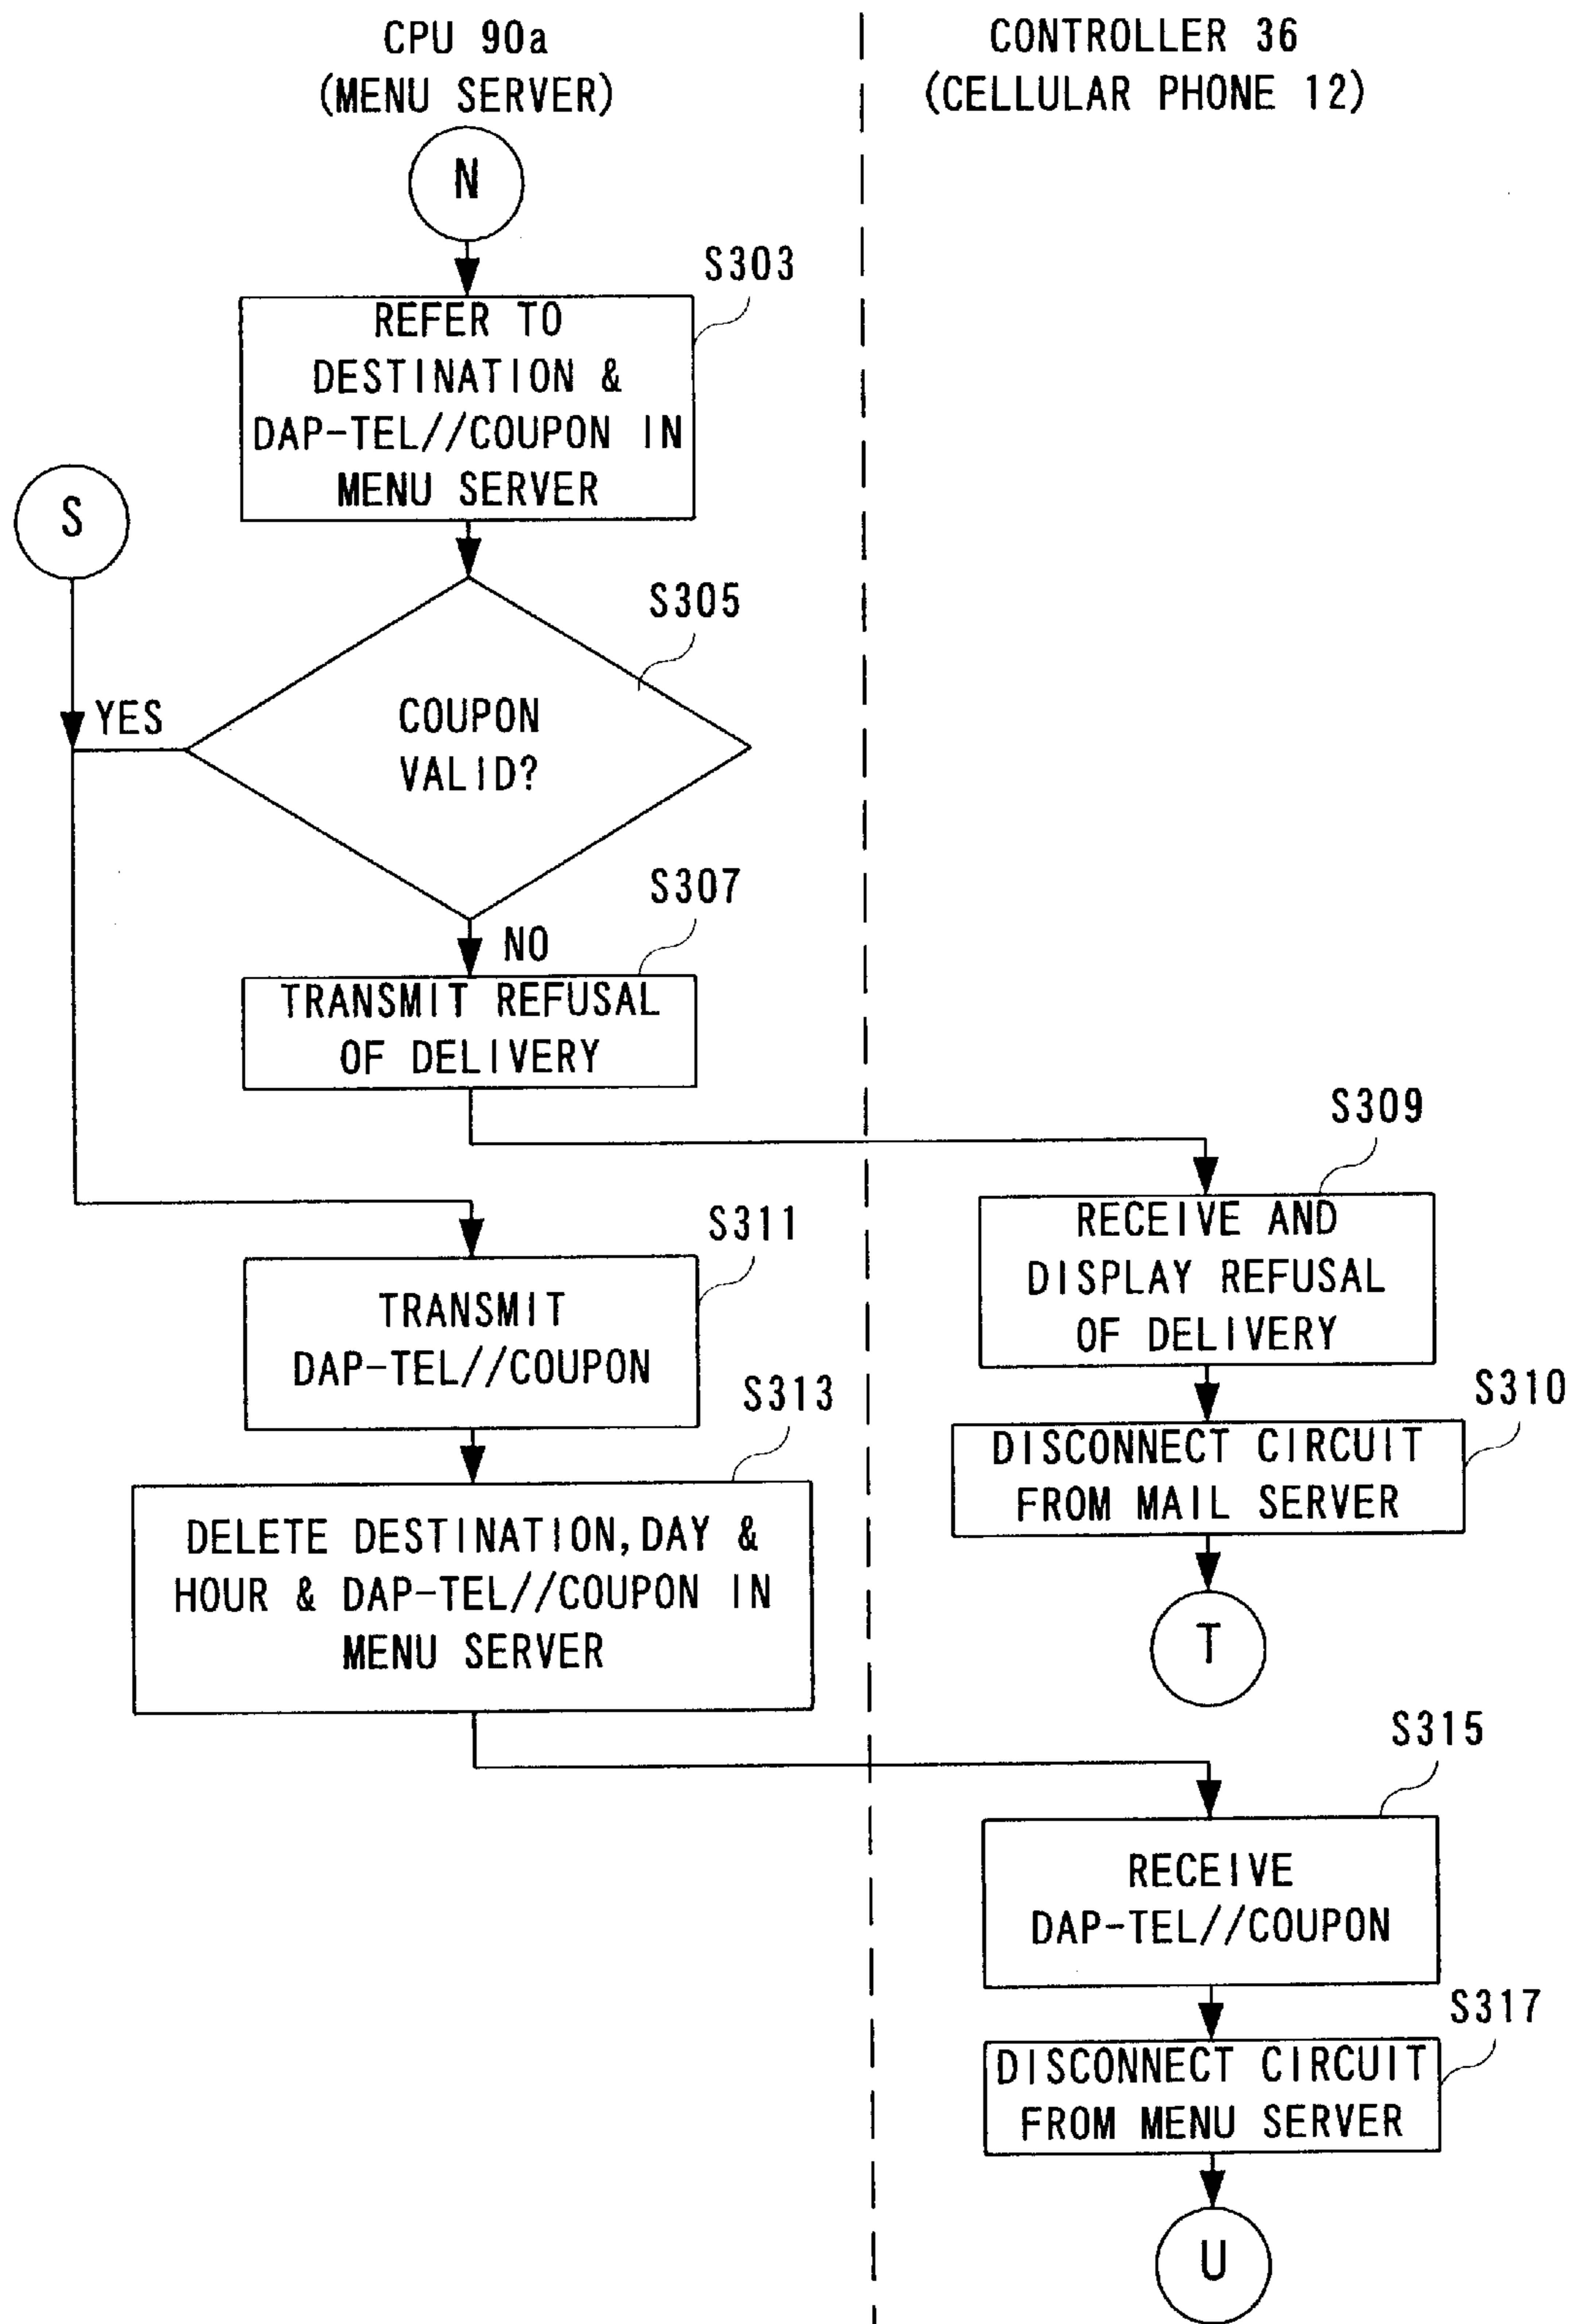 CPU 90a
(MENU SERVER)
CONTROLLER 36
(CELLULAR PHONE 12)
N
S303
REFER TO
DESTINATION &
DAP-TEL//COUPON IN
MENU SERVER
S
S305
YES
COUPON
VALID?
S307
NO
TRANSMIT REFUSAL
OF DELIVERY
S309
RECEIVE AND
DISPLAY REFUSAL
OF DELIVERY
S311
TRANSMIT
DAP-TEL//COUPON
S310
DISCONNECT CIRCUIT
FROM MAIL SERVER
S313
DELETE DESTINATION, DAY &
HOUR & DAP-TEL//COUPON IN
MENU SERVER
T
S315
RECEIVE
DAP-TEL//COUPON
S317
DISCONNECT CIRCUIT
FROM MENU SERVER
U